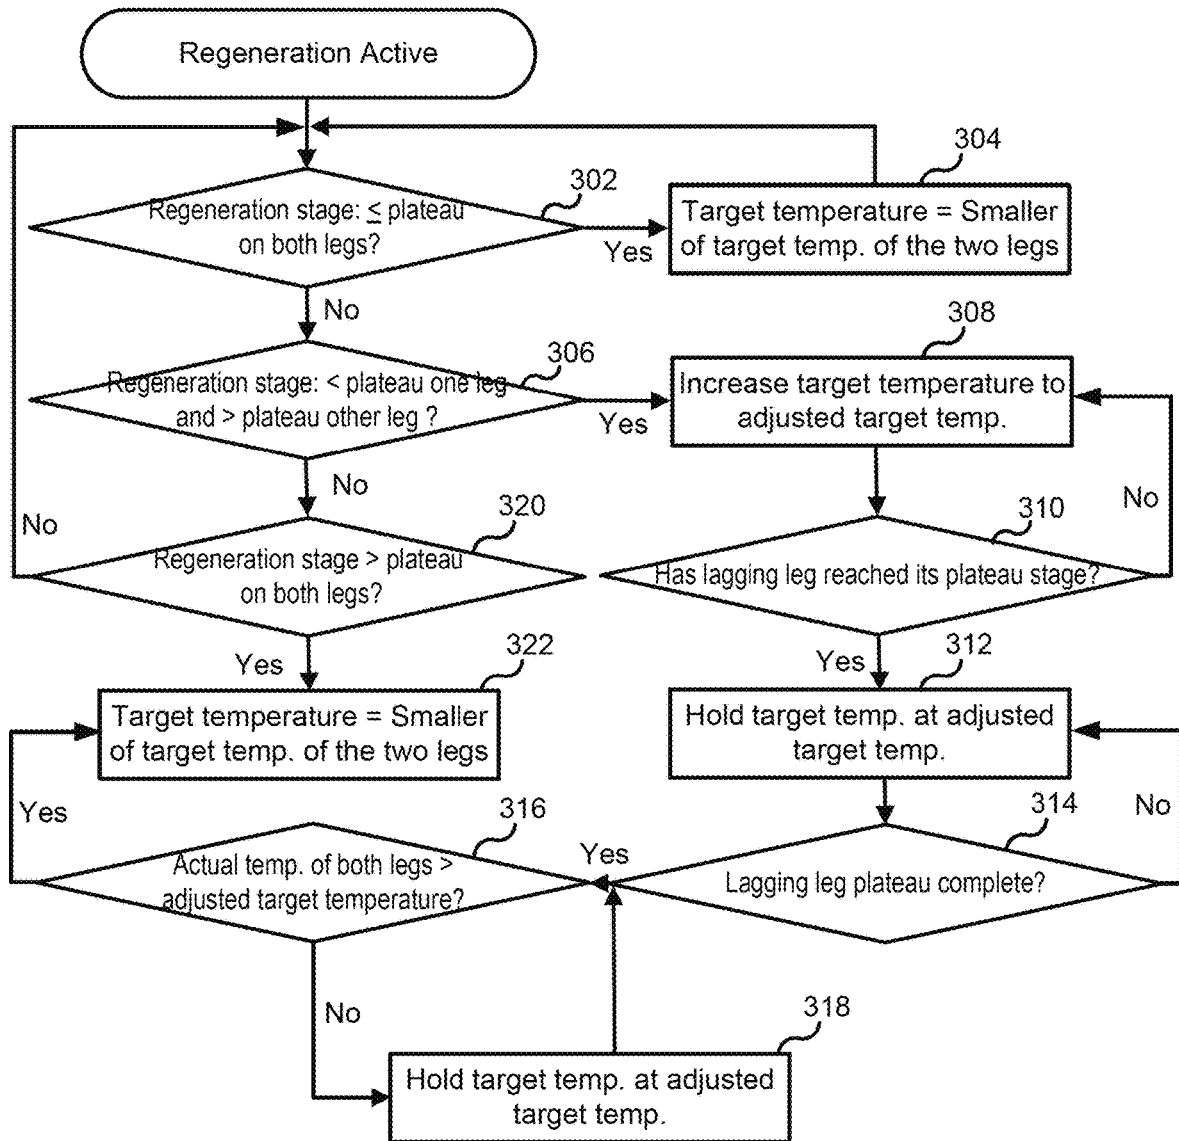 Regeneration Active
302
Regeneration stage: ≤ plateau
on both legs?
Yes
304
Target temperature = Smaller
of target temp. of the two legs
No
306
Regeneration stage: < plateau one leg
and > plateau other leg ?
Yes
308
Increase target temperature to
adjusted target temp.
No
320
Regeneration stage > plateau
on both legs?
No
310
Has lagging leg reached its plateau stage?
No
Yes
322
Target temperature = Smaller
of target temp. of the two legs
Yes
312
Hold target temp. at adjusted
target temp.
Yes
316
Actual temp. of both legs >
adjusted target temperature?
Yes
314
Lagging leg plateau complete?
No
No
318
Hold target temp. at adjusted
target temp.